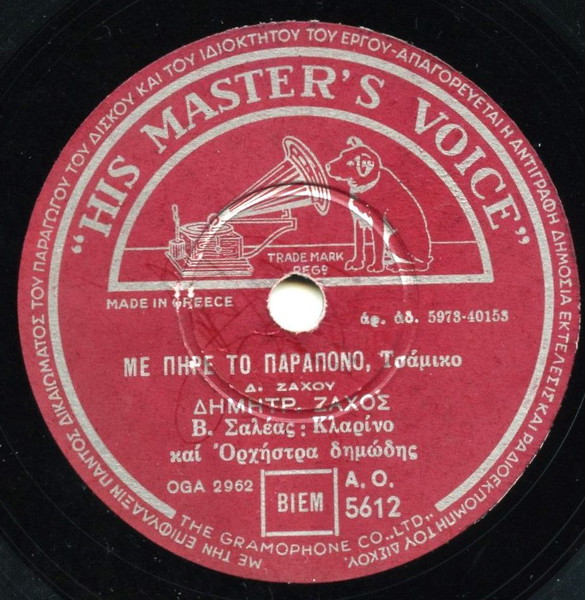 ΜΕ ΤΗΝ ΕΠΙΦΥΛΑΞΙΝ ΠΑΝΤΟΣ ΔΙΚΑΙΩΜΑΤΟΣ ΤΟΥ ΠΑΡΑΓΩΓΟΥ ΤΟΥ ΔΙΣΚΟΥ ΚΑΙ ΤΟΥ ΙΔΙΟΚΤΗΤΟΥ ΤΟΥ ΕΡΓΟΥ-ΑΠΑΓΟΡΕΥΕΤΑΙ Η ΑΝΤΙΓΡΑΦΗ ΔΗΜΟΣΙΑ ΕΚΤΕΛΕΣΙΣ ΚΑΙ ΡΑΔΙΟΕΚΠΟΜΠΗ ΤΟΥ ΔΙΣΚΟΥ.
"HIS MASTER'S VOICE"
TRADE MARK
REGD
MADE IN GREECE
ἀρ. ἀδ. 5973-40153
ΜΕ ΠΗΡΕ ΤΟ ΠΑΡΑΠΟΝΟ, Τσάμικο
Δ. ΖΑΧΟΥ
ΔΗΜΗΤΡ. ΖΑΧΟΣ
Β. Σαλέας: Κλαρίνο
καί Ὀρχήστρα δημώδης
OGA 2962
BIEM
A. O.
5612
THE GRAMOPHONE CO., LTD.,